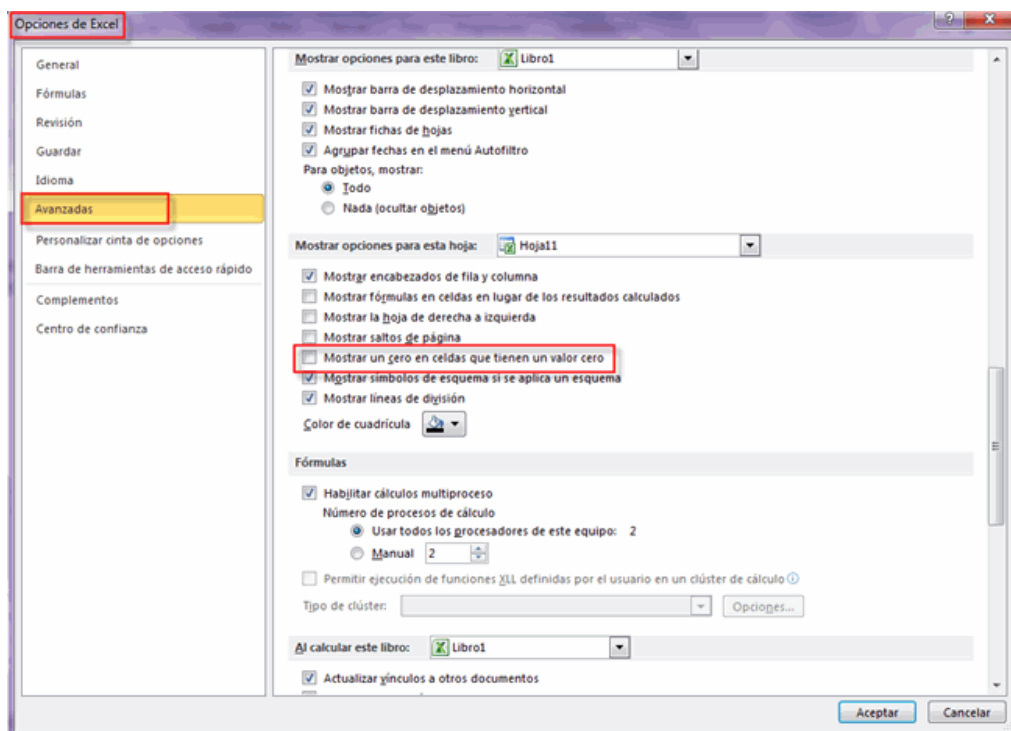 Opciones de Excel
General
Fórmulas
Revisión
Guardar
Idioma
Avanzadas
Personalizar cinta de opciones
Barra de herramientas de acceso rápido
Complementos
Centro de confianza
Mostrar opciones para este libro: Libro1
Mostrar barra de desplazamiento horizontal
Mostrar barra de desplazamiento vertical
Mostrar fichas de hojas
Agrupar fechas en el menú Autofiltro
Para objetos, mostrar:
Todo
Nada (ocultar objetos)
Mostrar opciones para esta hoja: Hoja11
Mostrar encabezados de fila y columna
Mostrar fórmulas en celdas en lugar de los resultados calculados
Mostrar la hoja de derecha a izquierda
Mostrar saltos de página
Mostrar un cero en celdas que tienen un valor cero
Mostrar símbolos de esquema si se aplica un esquema
Mostrar líneas de división
Color de cuadrícula
Fórmulas
Habilitar cálculos multiproceso
Número de procesos de cálculo
Usar todos los procesadores de este equipo: 2
Manual 2
Permitir ejecución de funciones XLL definidas por el usuario en un clúster de cálculo
Tipo de clúster: Opciones...
Al calcular este libro: Libro1
Actualizar vínculos a otros documentos
Aceptar Cancelar